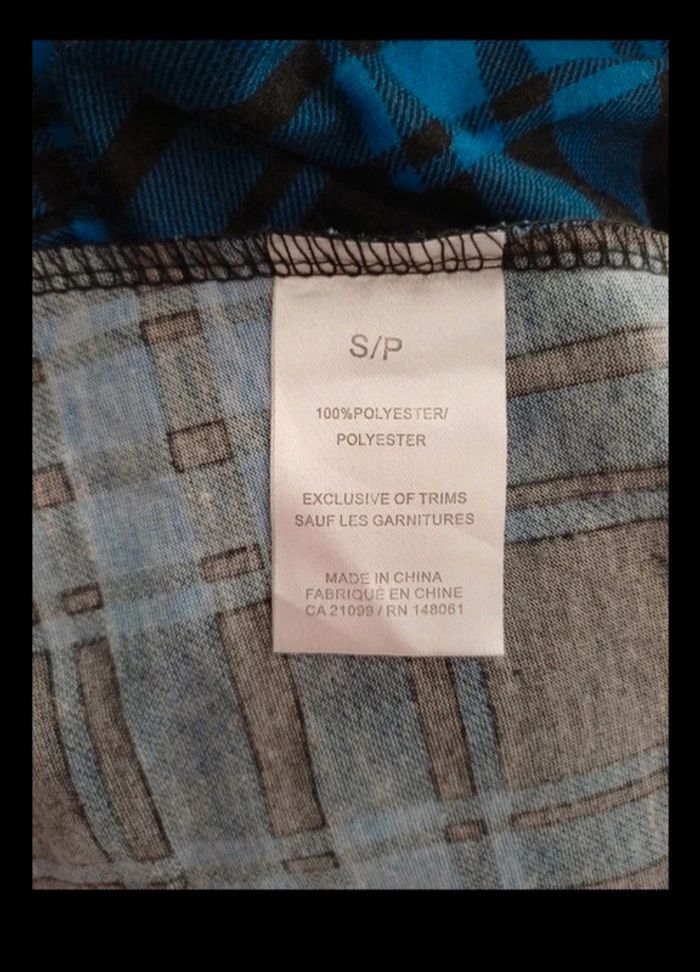 S/P
100%POLYESTER/
POLYESTER
EXCLUSIVE OF TRIMS
SAUF LES GARNITURES
MADE IN CHINA
FABRIQUÉ EN CHINE
CA 21099 / RN 148061